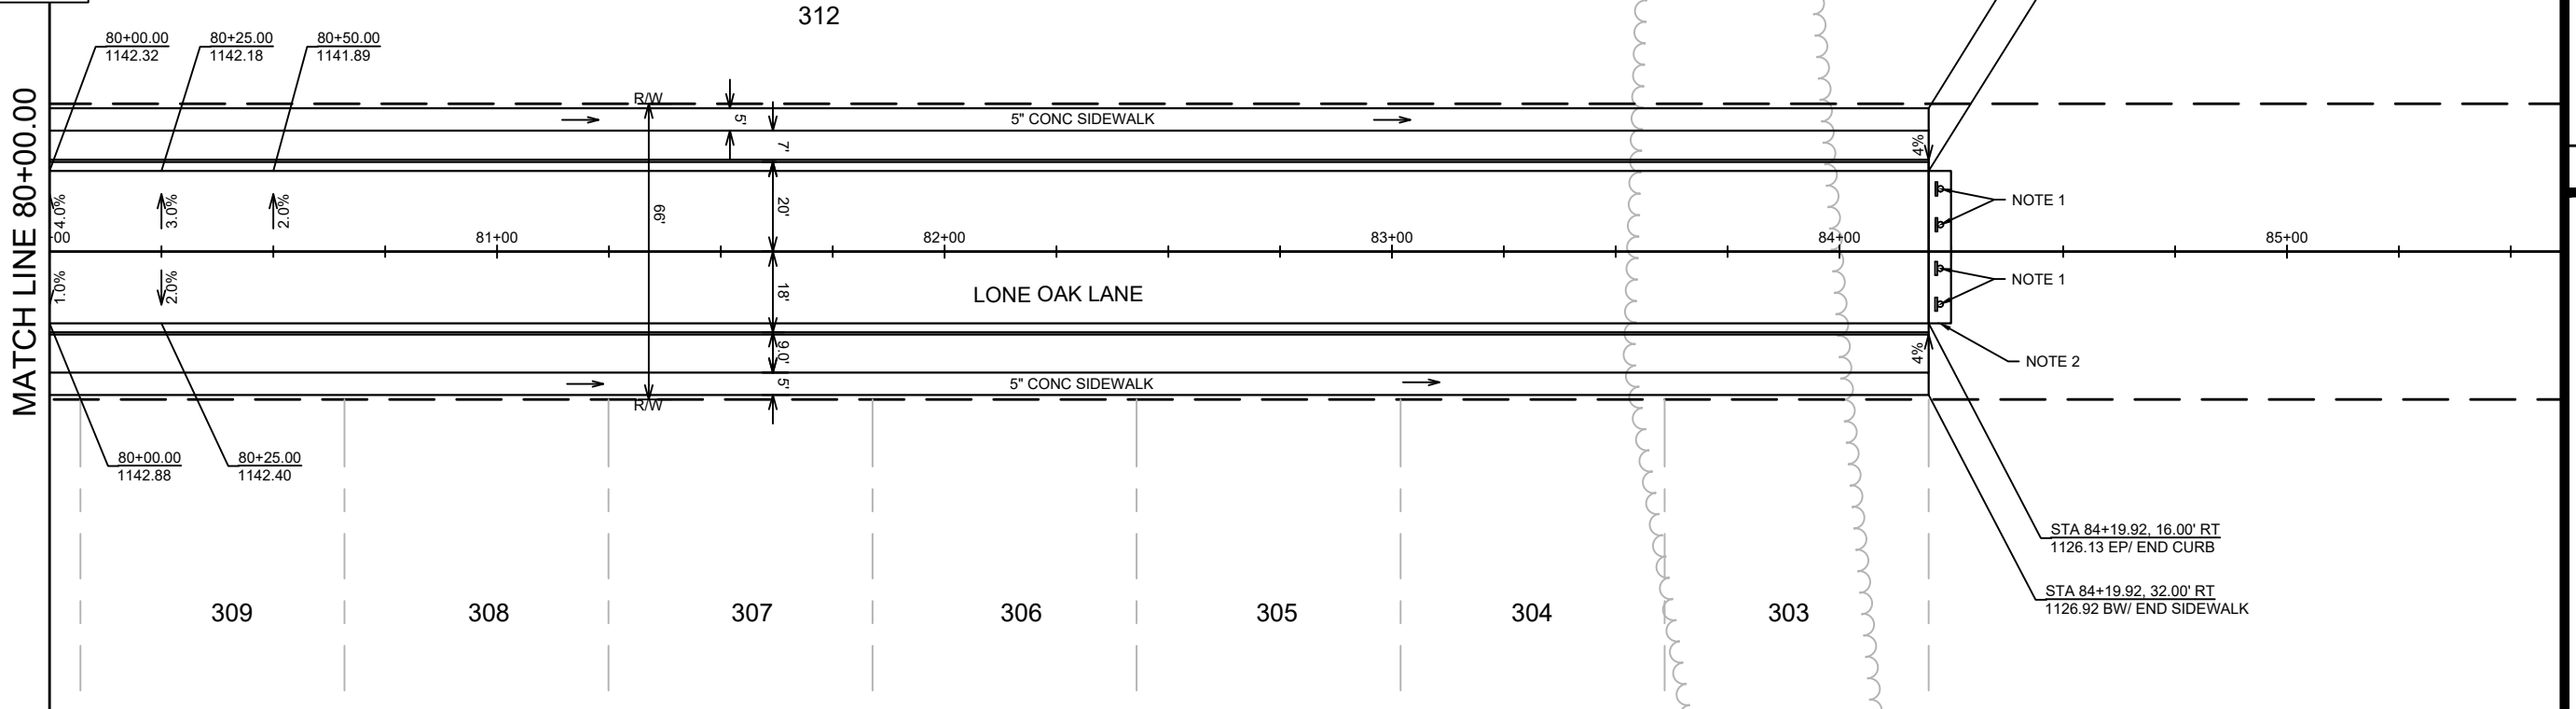 312
80+00.00
1142.32
80+25.00
1142.18
80+50.00
1141.89
MATCH LINE 80+00.00
R/W
5'
5" CONC SIDEWALK
7'
4%
4.0%
3.0%
2.0%
66'
20'
NOTE 1
+00
81+00
82+00
83+00
84+00
85+00
1.0%
2.0%
18'
LONE OAK LANE
NOTE 1
9.0'
4%
NOTE 2
5'
5" CONC SIDEWALK
R/W
80+00.00
1142.88
80+25.00
1142.40
STA 84+19.92, 16.00' RT
1126.13 EP/ END CURB
STA 84+19.92, 32.00' RT
1126.92 BW/ END SIDEWALK
309
308
307
306
305
304
303